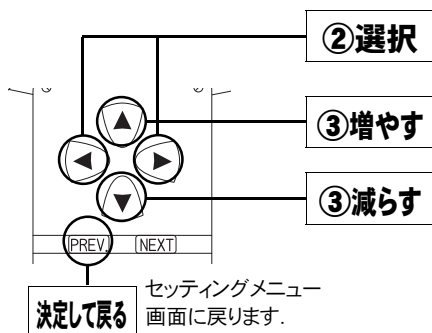 ②選択
③増やす
③減らす
PREV.
NEXT
決定して戻る
セッティングメニュー
画面に戻ります.